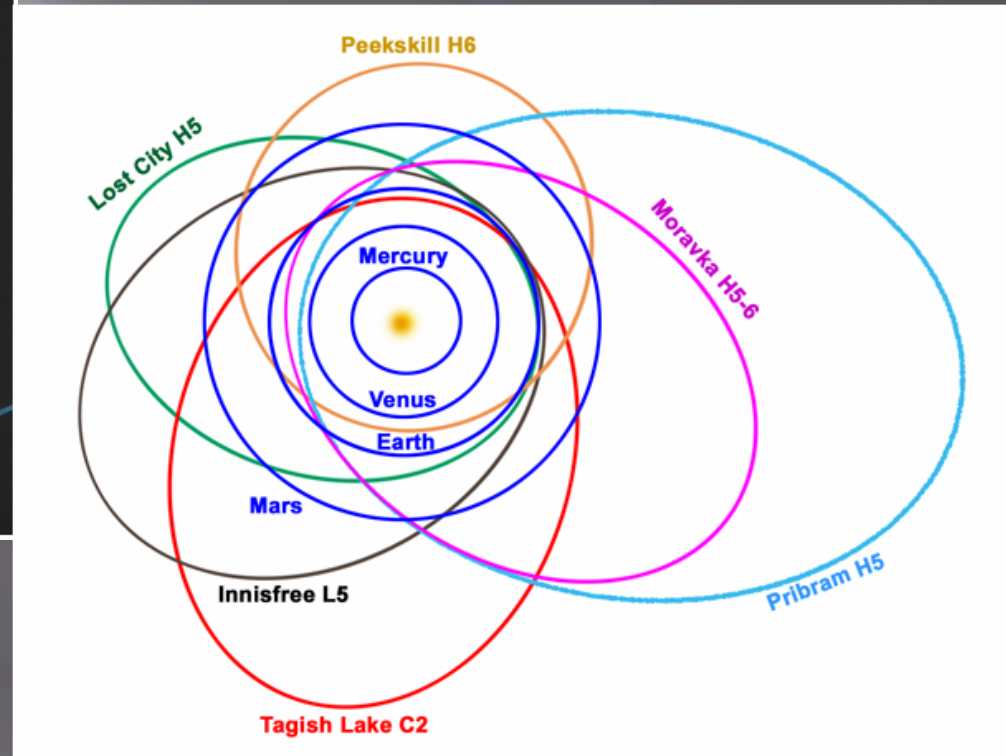 Peekskill H6
Lost City H5
Moravka H5-6
Mercury
Venus
Earth
Mars
Pribram H5
Innisfree L5
Tagish Lake C2